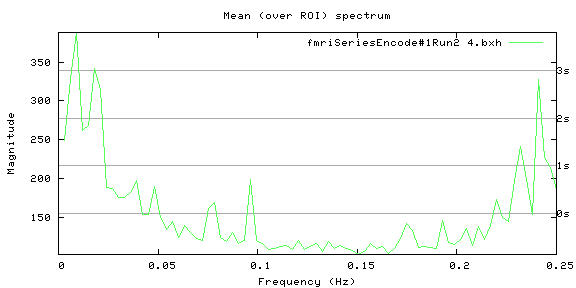 Mean (over ROI) spectrum
fmriSeriesEncode#1Run2 4.bxh
350
300
250
200
150
3s
2s
1s
0s
Magnitude
0 0.05 0.1 0.15 0.2 0.25
Frequency (Hz)